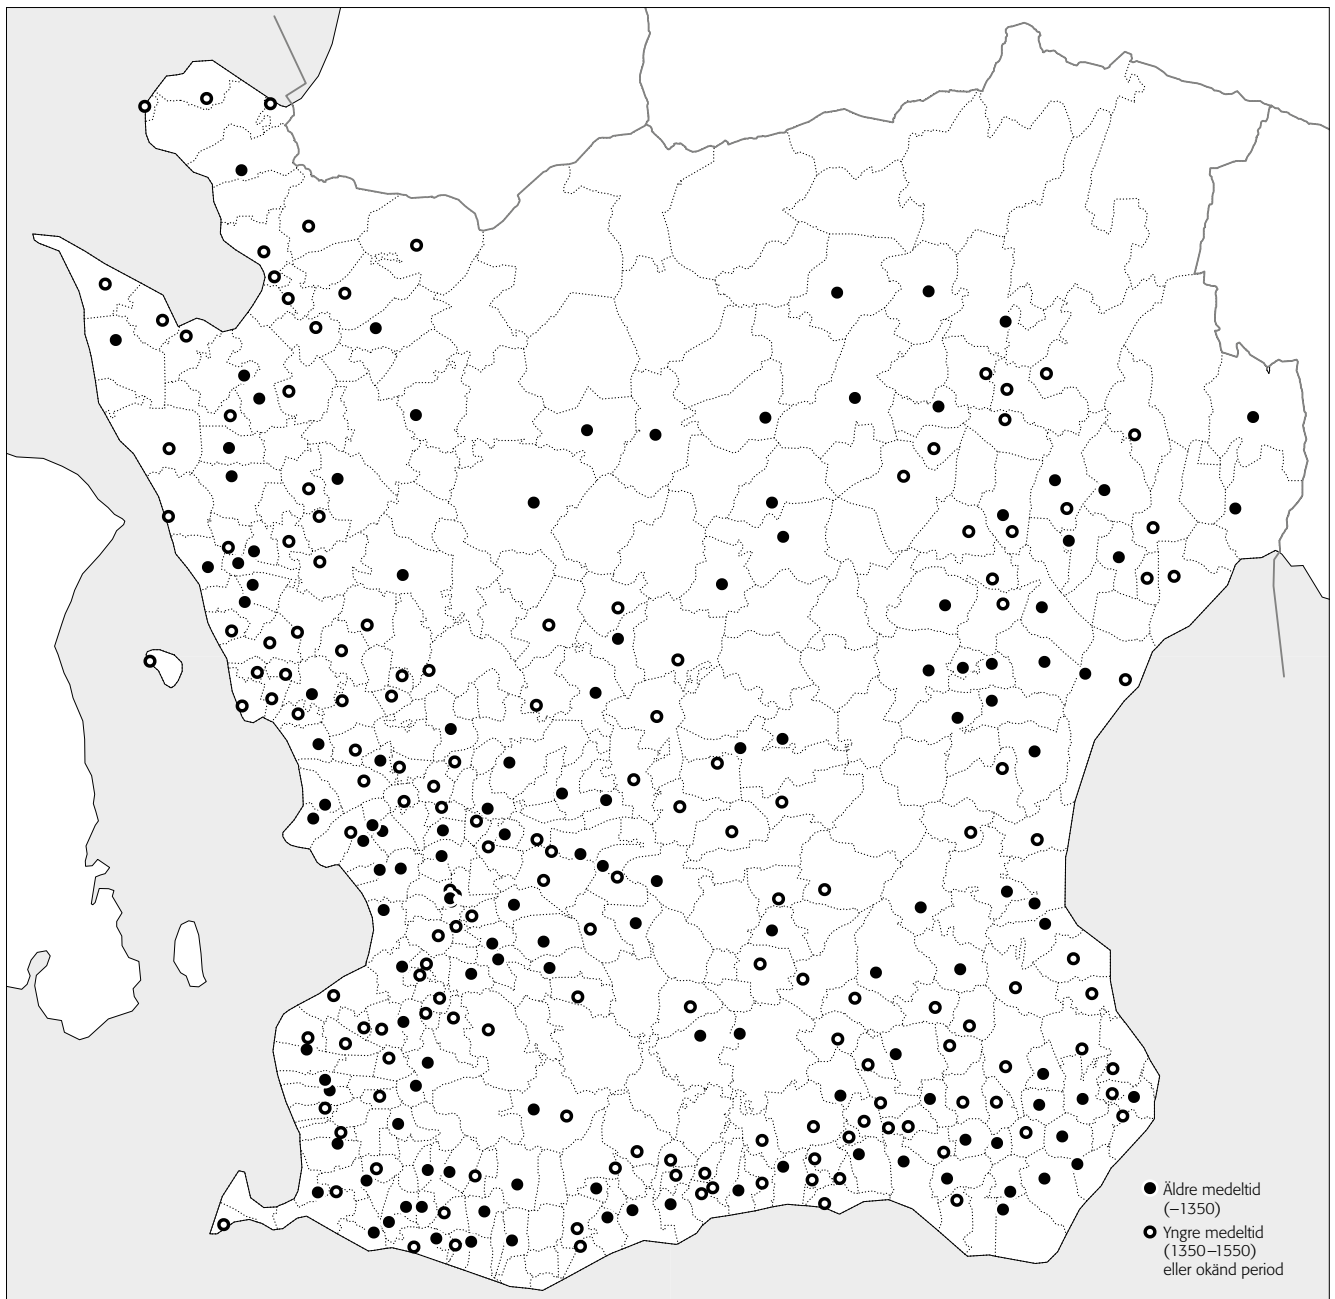 Äldre medeltid
(–1350)
Yngre medeltid
(1350–1550)
eller okänd period